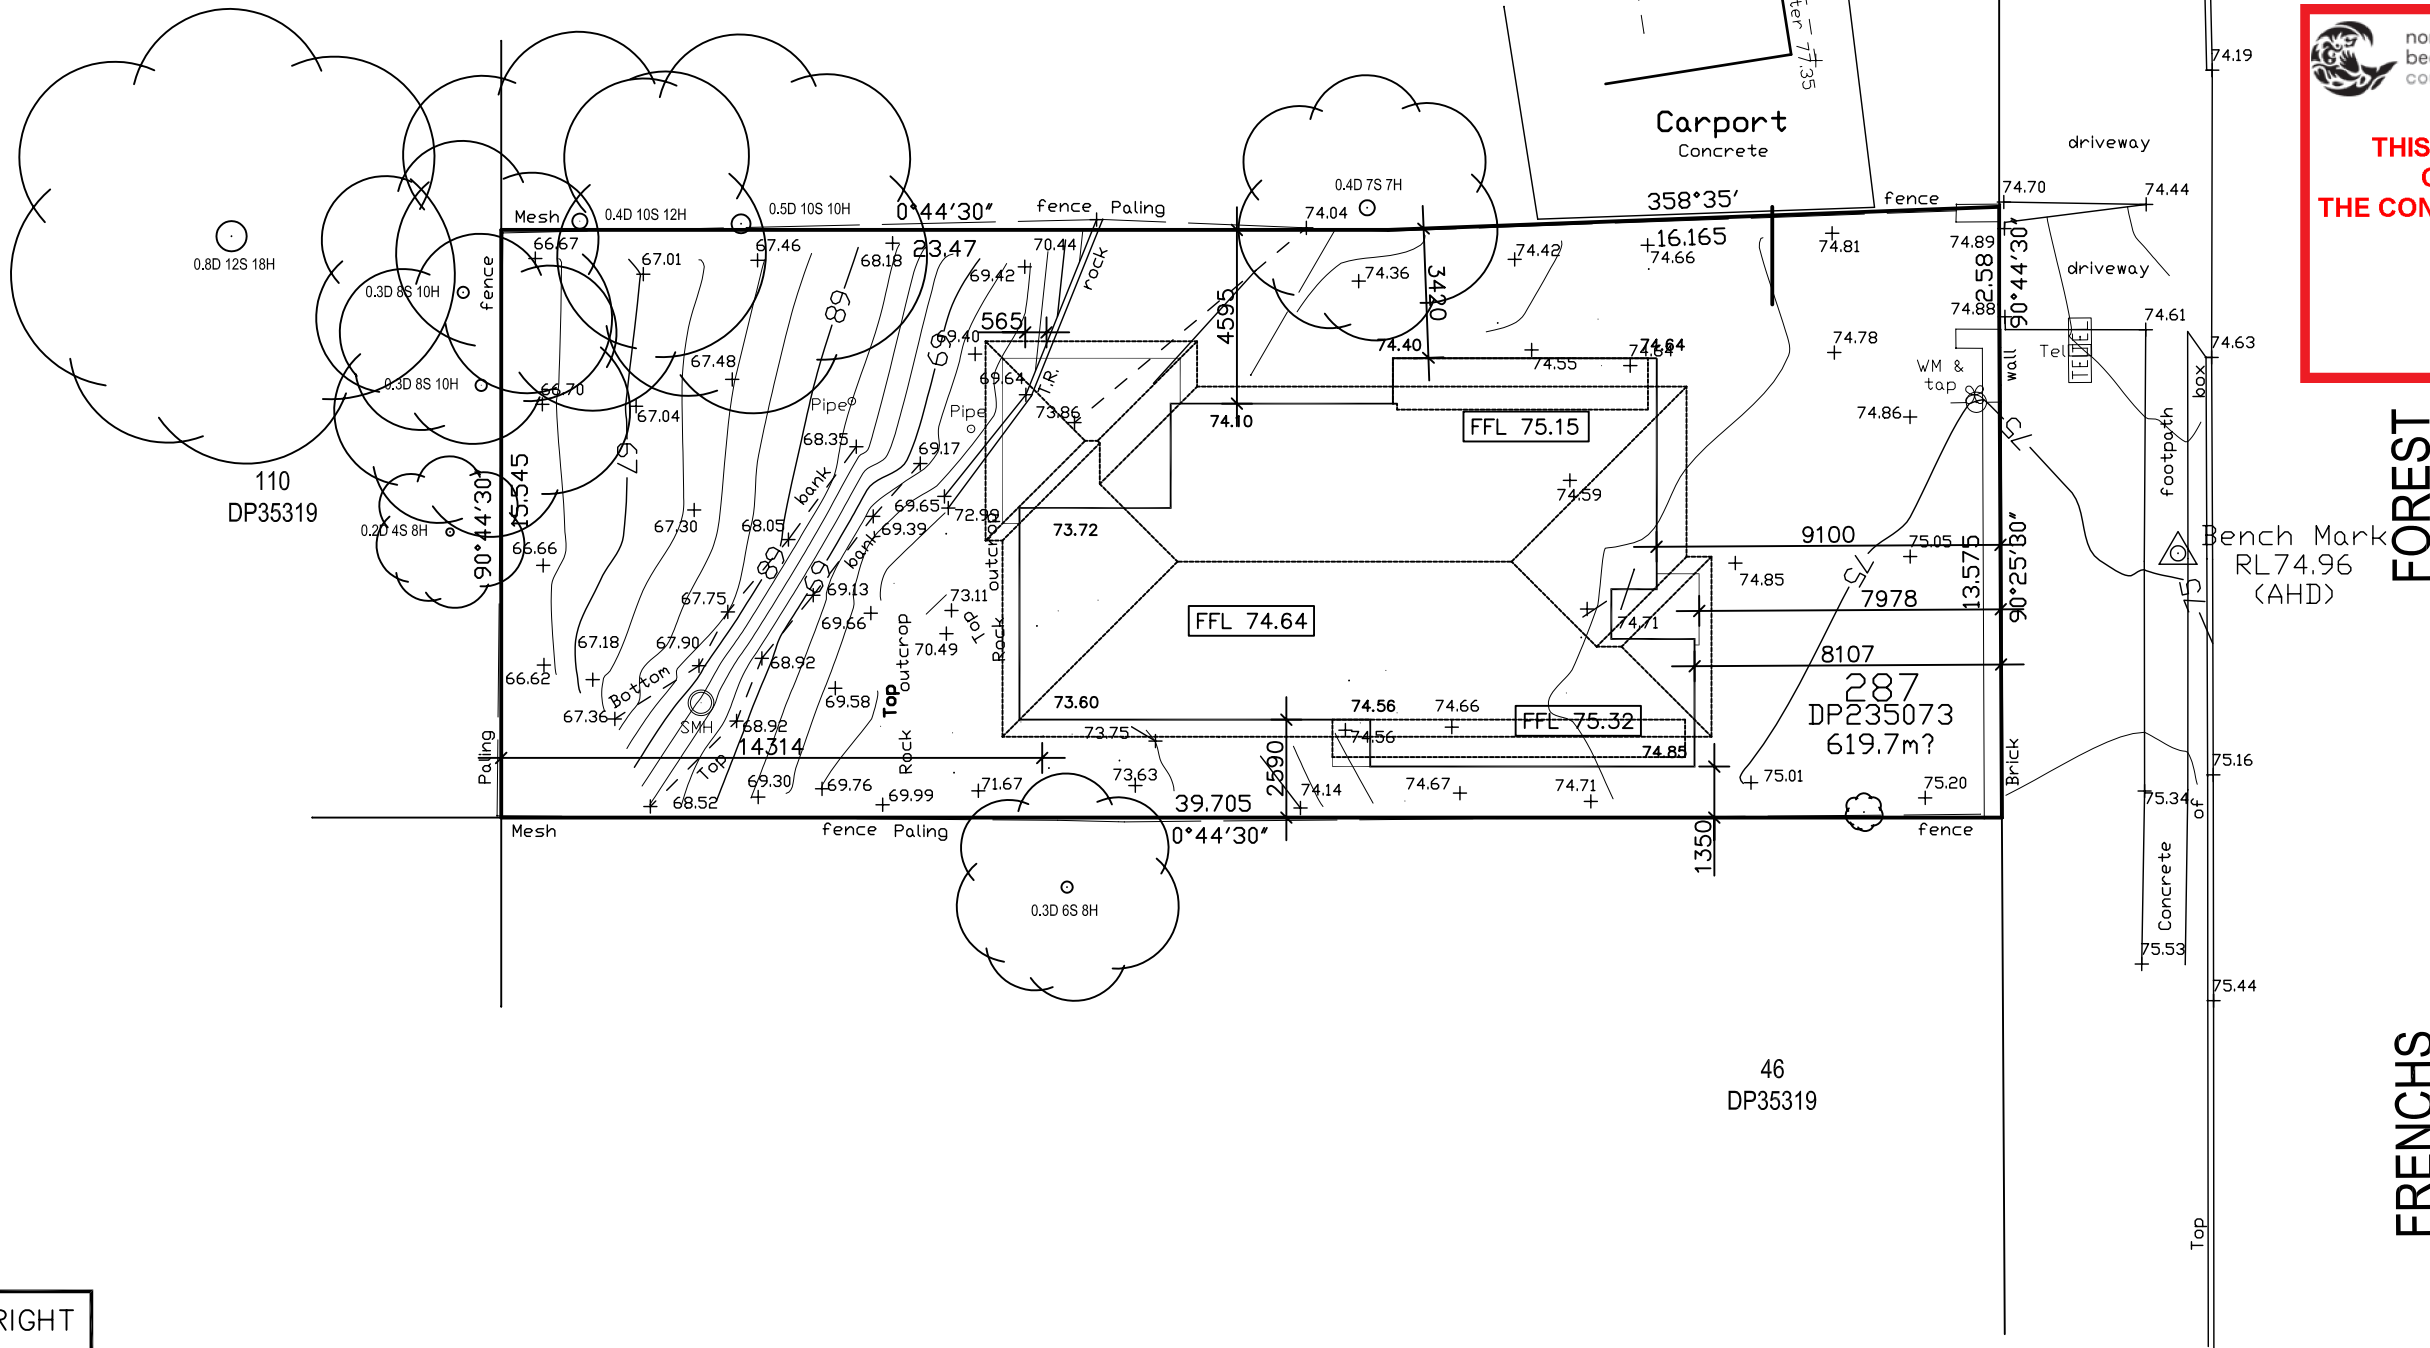 74.19
ter 77.35
Carport
Concrete
driveway
THIS
THE CON
0.4D 7S 7H
358°35'
fence
74.70
74.44
Mesh
0.4D 10S 12H
0.5D 10S 10H
0°44'30"
fence Paling
74.04
66.67
67.01
67.46
68.18
23.47
70.44
rock
16.165
74.42
74.36
74.66
74.81
74.89
2.58
90°44'30"
driveway
0.8D 12S 18H
0.3D 8S 10H
fence
68
69.42
565
4595
3420
74.88
74.61
74.63
69.40
69
74.40
74.64
74.64
74.55
74.78
Tel
TEL
wall
box
67.48
69.64
T.R.
WM &
tap
0.3D 8S 10H
66.70
67.04
Pipe
Pipe
73.86
74.10
FFL 75.15
74.86
75
footpath
FOREST
67
68.35
69.17
bank
110
DP35319
90°44'30"
15.545
67.30
68.05
69.65
72.99
69.39
73.72
74.59
0.2D 4S 8H
66.66
68
69
bank
outcrop
9100
75.05
13.575
90°25'30"
Bench Mark
RL74.96
(AHD)
74.85
75
75
67.75
69.13
73.11
7978
69.66
Top
Rock
FFL 74.64
74.71
67.18
67.90
70.49
outcrop
8107
66.62
68.92
Bottom
Top
287
DP235073
619.7m?
69.58
73.60
74.56
74.66
FFL 75.32
67.36
SMH
68.92
73.75
74.56
74.85
Paling
14314
Top
Rock
2590
Brick
69.30
69.76
69.99
71.67
73.63
74.14
74.67
74.71
75.01
75.20
75.16
75.34
of
68.52
39.705
Mesh
fence Paling
0°44'30"
fence
1350
Concrete
0.3D 6S 8H
75.53
75.44
46
DP35319
FRENCHS
Top
RIGHT